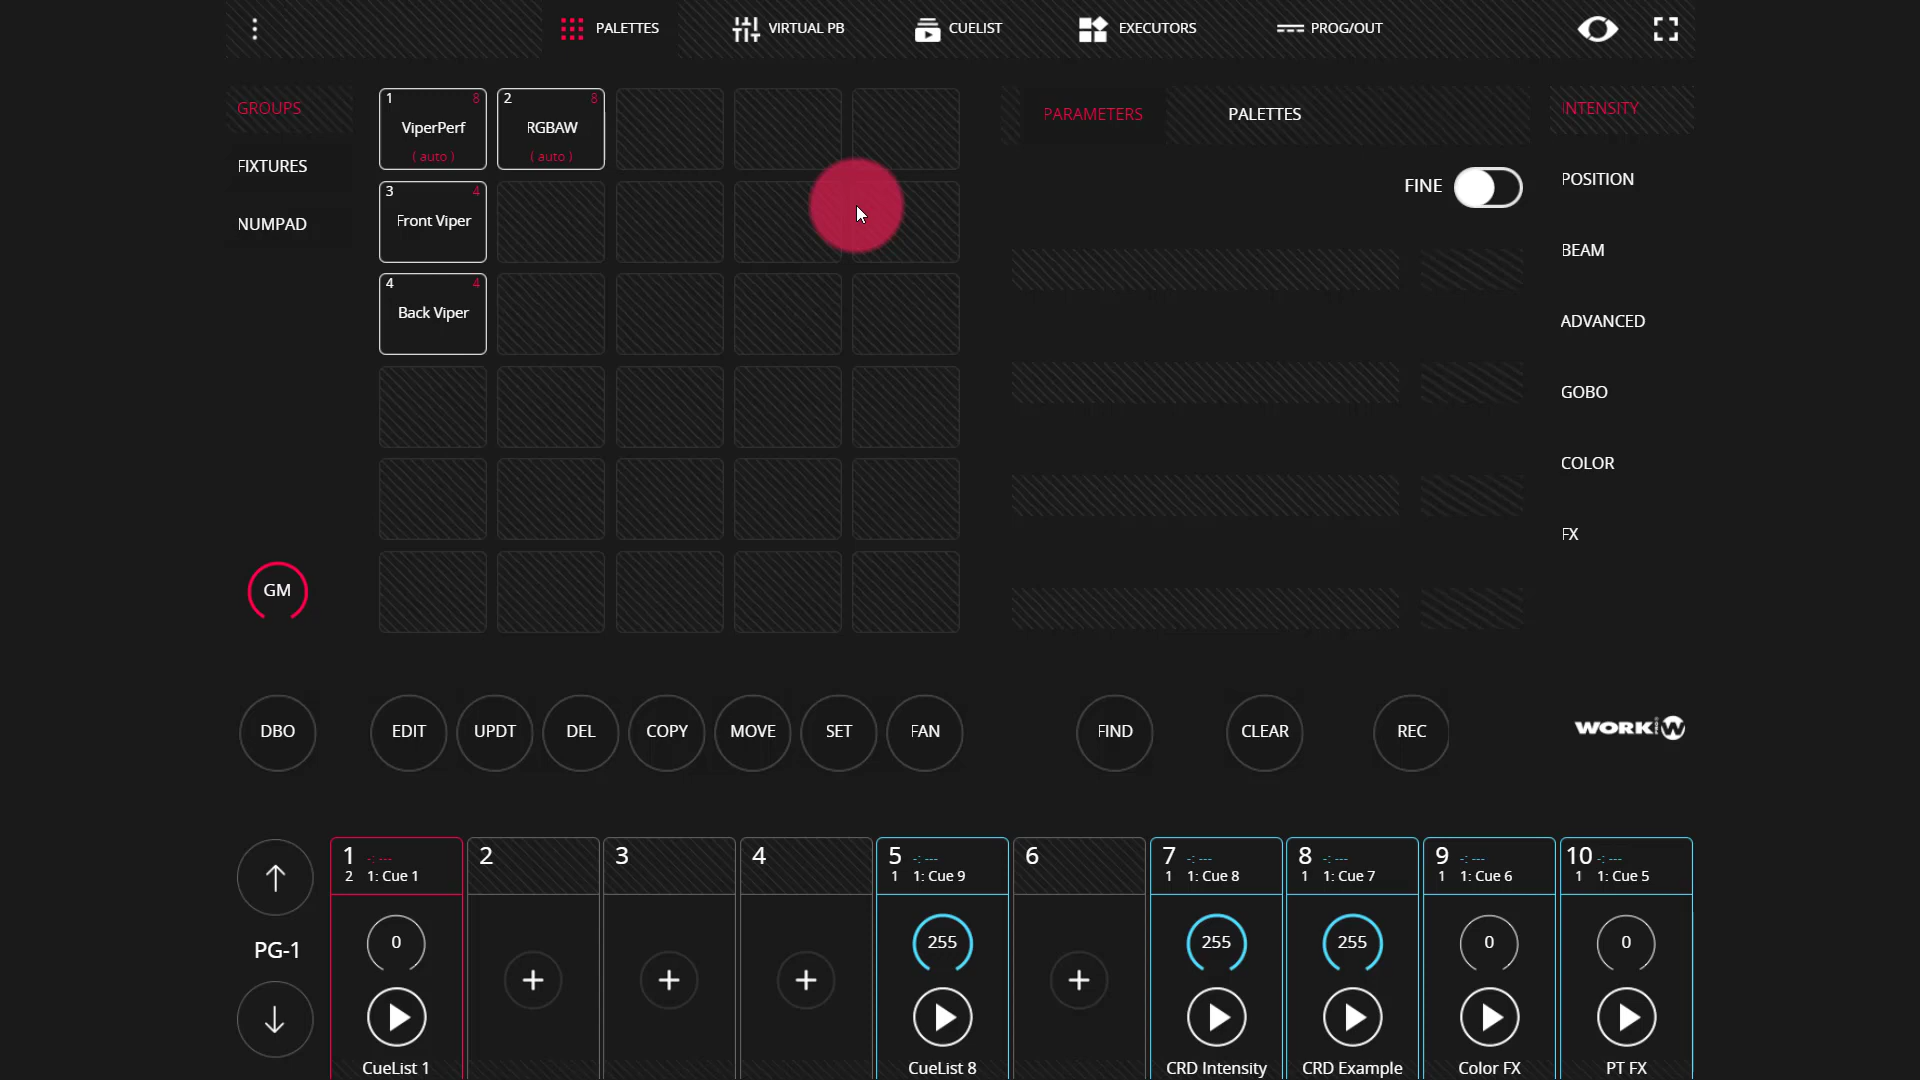 PALETTES
VIRTUAL PB
CUELIST
EXECUTORS
PROG/OUT
GROUPS
FIXTURES
NUMPAD
1 8
ViperPerf
( auto )
2 8
RGBAW
( auto )
3 4
Front Viper
4 4
Back Viper
PARAMETERS
PALETTES
FINE
INTENSITY
POSITION
BEAM
ADVANCED
GOBO
COLOR
FX
GM
DBO
EDIT
UPDT
DEL
COPY
MOVE
SET
FAN
FIND
CLEAR
REC
WORK
PG-1
1 -: ---
2 1: Cue 1
0
CueList 1
2
3
4
5 -: ---
1 1: Cue 9
255
CueList 8
6
7 -: ---
1 1: Cue 8
255
CRD Intensity
8 -: ---
1 1: Cue 7
255
CRD Example
9 -: ---
1 1: Cue 6
0
Color FX
10 -: ---
1 1: Cue 5
0
PT FX